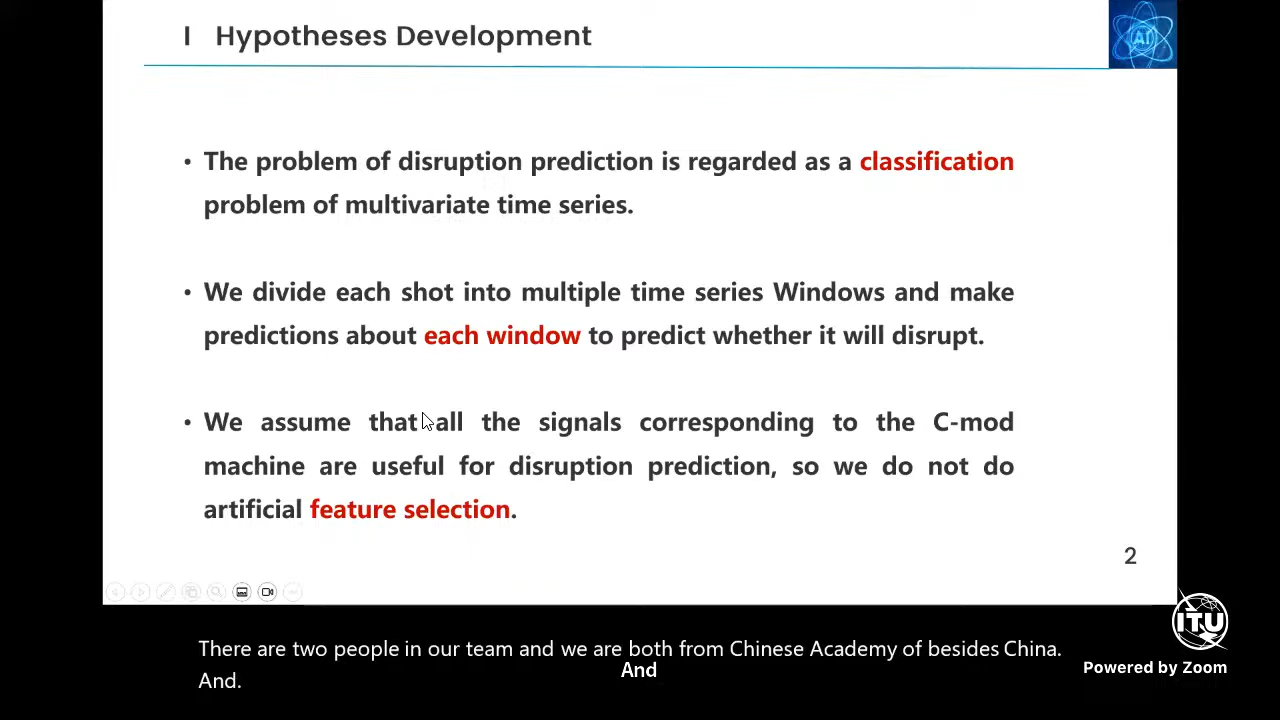 I Hypotheses Development
AI
• The problem of disruption prediction is regarded as a classification
problem of multivariate time series.
• We divide each shot into multiple time series Windows and make
predictions about each window to predict whether it will disrupt.
• We assume that all the signals corresponding to the C-mod
machine are useful for disruption prediction, so we do not do
artificial feature selection.
2
There are two people in our team and we are both from Chinese Academy of besides China.
And.
And
ITU
Powered by Zoom